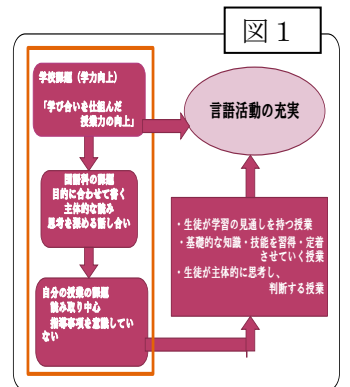 図１
学校課題（学力向上）
「学び合いを仕組んだ
授業力の向上」
言語活動の充実
国語科の課題
目的に合わせて書く
主体的な読み
思考を深める話し合い
・生徒が学習の見通しを持つ授業
・基礎的な知識・技能を習得・定着
させていく授業
・生徒が主体的に思考し、
判断する授業
自分の授業の課題
読み取り中心
指導事項を意識してい
ない